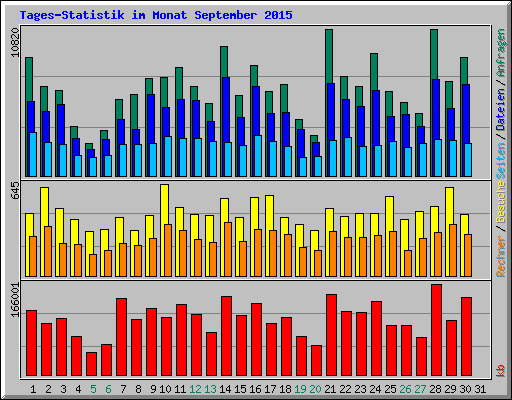 Tages-Statistik im Monat September 2015
10820
645
166001
Rechner / Besuche Seiten / Dateien / Anfragen
kb
1 2 3 4 5 6 7 8 9 10 11 12 13 14 15 16 17 18 19 20 21 22 23 24 25 26 27 28 29 30 31